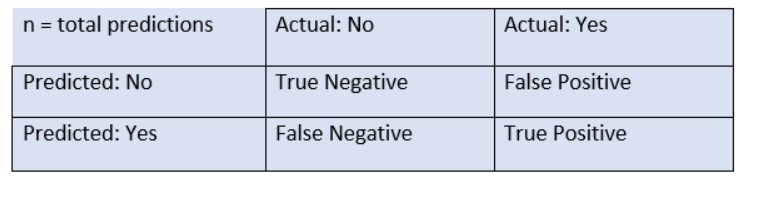 n = total predictions Actual: No Actual: Yes
Predicted: No True Negative False Positive
Predicted: Yes False Negative True Positive